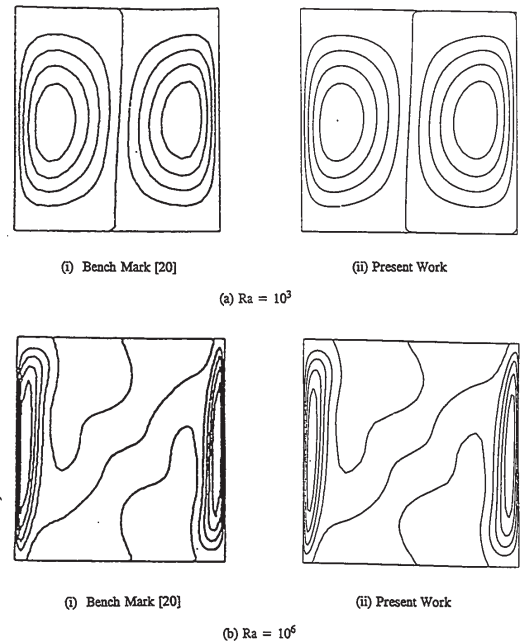 (i) Bench Mark [20]
(ii) Present Work
(a) Ra = 10³
(i) Bench Mark [20]
(ii) Present Work
(b) Ra = 10⁶